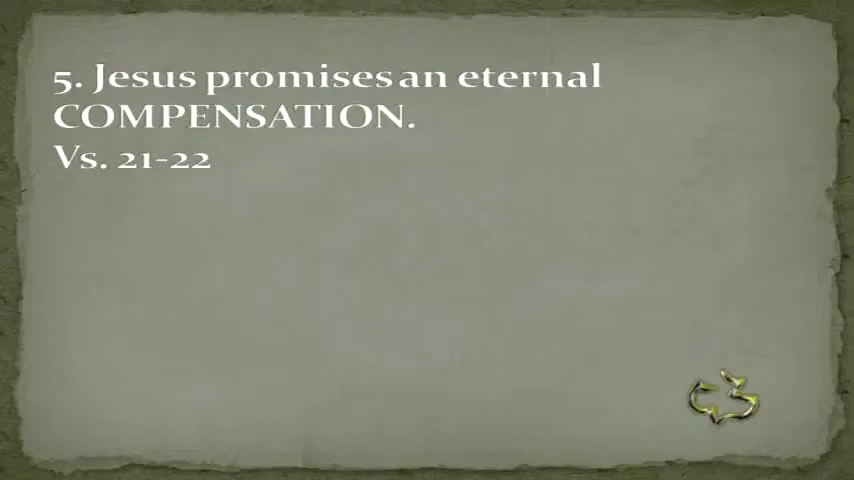 5. Jesus promises an eternal
COMPENSATION.
Vs. 21-22